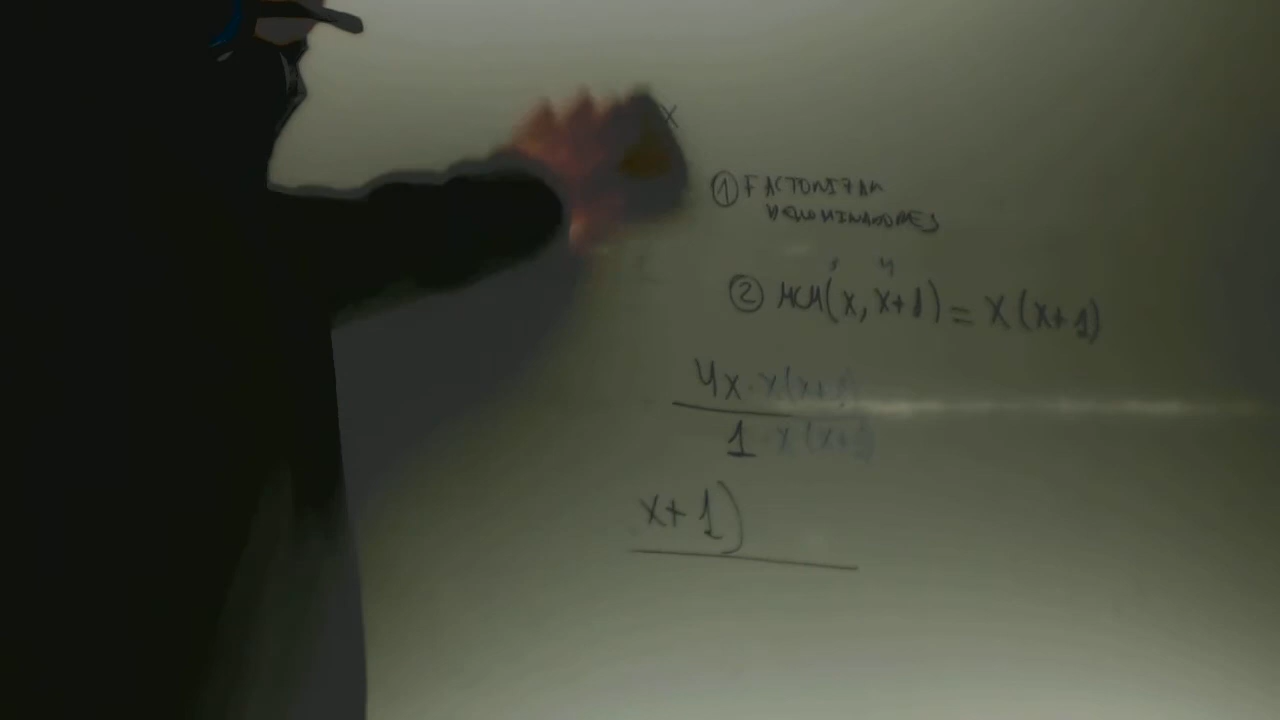 x
① FACTORIZAR
DENOMINADORES
② MCM(x, x+1) = x(x+1)
4x · x(x+1)
1 · x(x+1)
x+1)